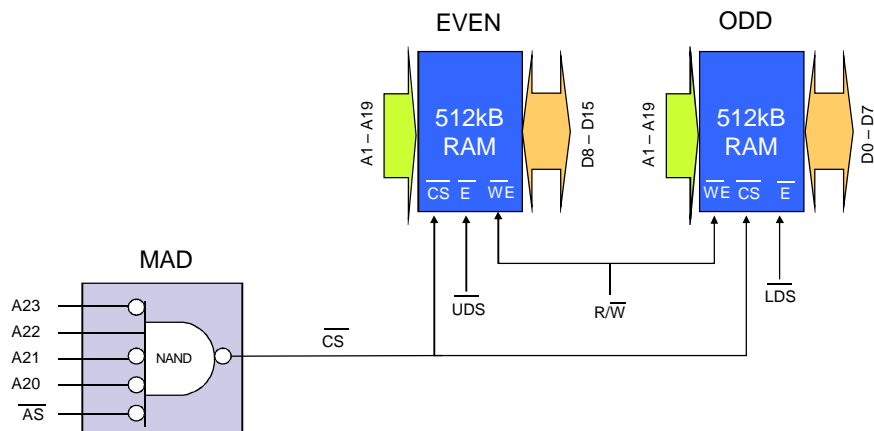 EVEN
ODD
A1 – A19
512kB
RAM
D8 – D15
A1 – A19
512kB
RAM
D0 – D7
CS E WE
WE CS E
MAD
A23
A22
A21
A20
AS
NAND
CS
UDS
R/W
LDS